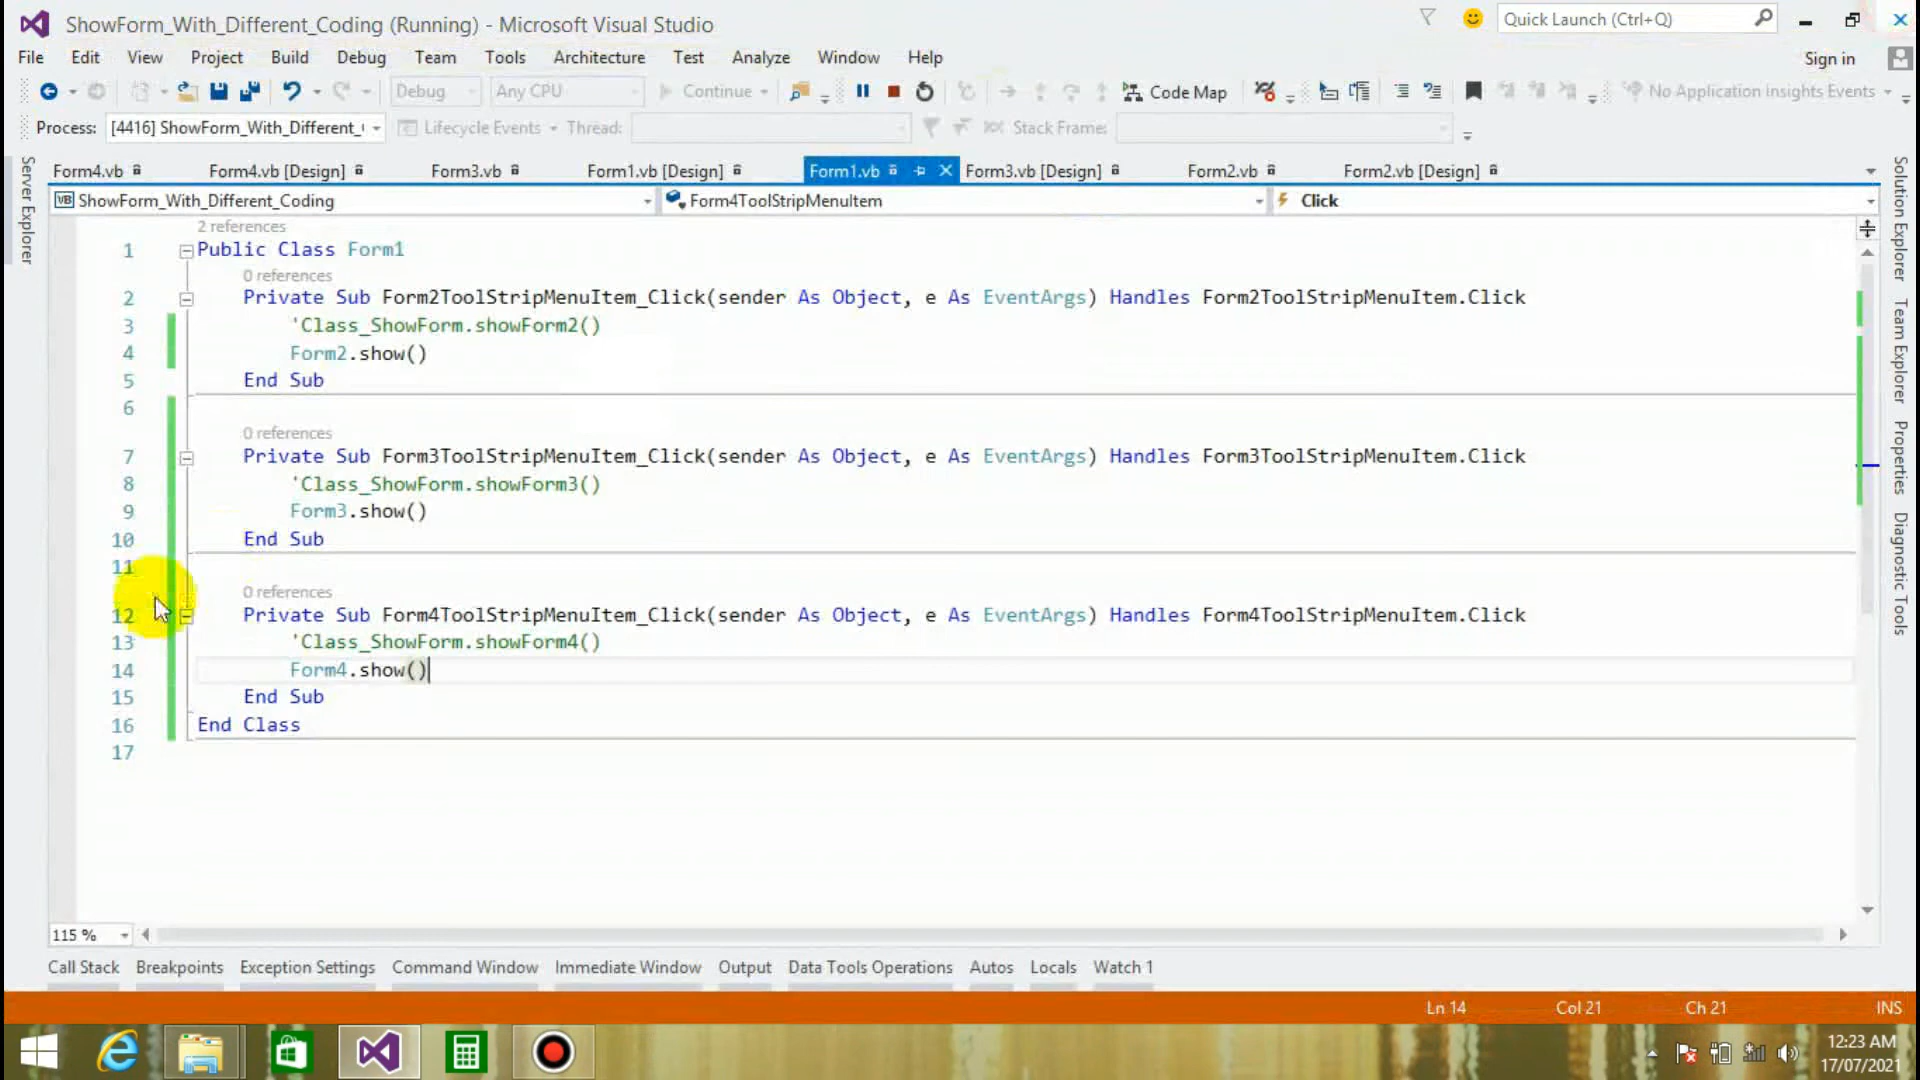 ShowForm_With_Different_Coding (Running) - Microsoft Visual Studio
Quick Launch (Ctrl+Q)
File Edit View Project Build Debug Team Tools Architecture Test Analyze Window Help
Sign in
Debug Any CPU Continue Code Map No Application Insights Events
Process: [4416] ShowForm_With_Different_ Lifecycle Events Thread: Stack Frame:
Form4.vb Form4.vb [Design] Form3.vb Form1.vb [Design] Form1.vb Form3.vb [Design] Form2.vb Form2.vb [Design]
VB ShowForm_With_Different_Coding Form4ToolStripMenuItem Click
Server Explorer
Solution Explorer
Team Explorer
Properties
Diagnostic Tools
2 references
1 Public Class Form1
0 references
2 Private Sub Form2ToolStripMenuItem_Click(sender As Object, e As EventArgs) Handles Form2ToolStripMenuItem.Click
3 'Class_ShowForm.showForm2()
4 Form2.show()
5 End Sub
6
0 references
7 Private Sub Form3ToolStripMenuItem_Click(sender As Object, e As EventArgs) Handles Form3ToolStripMenuItem.Click
8 'Class_ShowForm.showForm3()
9 Form3.show()
10 End Sub
11
0 references
12 Private Sub Form4ToolStripMenuItem_Click(sender As Object, e As EventArgs) Handles Form4ToolStripMenuItem.Click
13 'Class_ShowForm.showForm4()
14 Form4.show()
15 End Sub
16 End Class
17
115 %
Call Stack Breakpoints Exception Settings Command Window Immediate Window Output Data Tools Operations Autos Locals Watch 1
Ln 14 Col 21 Ch 21 INS
12:23 AM
17/07/2021